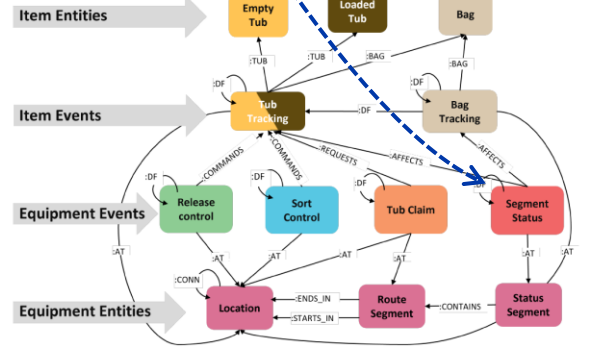 Item Entities
Empty
Tub
Loaded
Tub
Bag
:TUB
:TUB
:BAG
:BAG
:DF
:DF
Item Events
Tub
Tracking
:DF
Bag
Tracking
:COMMANDS
:COMMANDS
:REQUESTS
:AFFECTS
:AFFECTS
:DF
:DF
:DF
:DF
Equipment Events
Release
control
Sort
Control
Tub Claim
Segment
Status
:AT
:AT
:AT
:AT
:AT
:AT
:AT
:CONN
Equipment Entities
Location
:ENDS_IN
:STARTS_IN
Route
Segment
:CONTAINS
Status
Segment